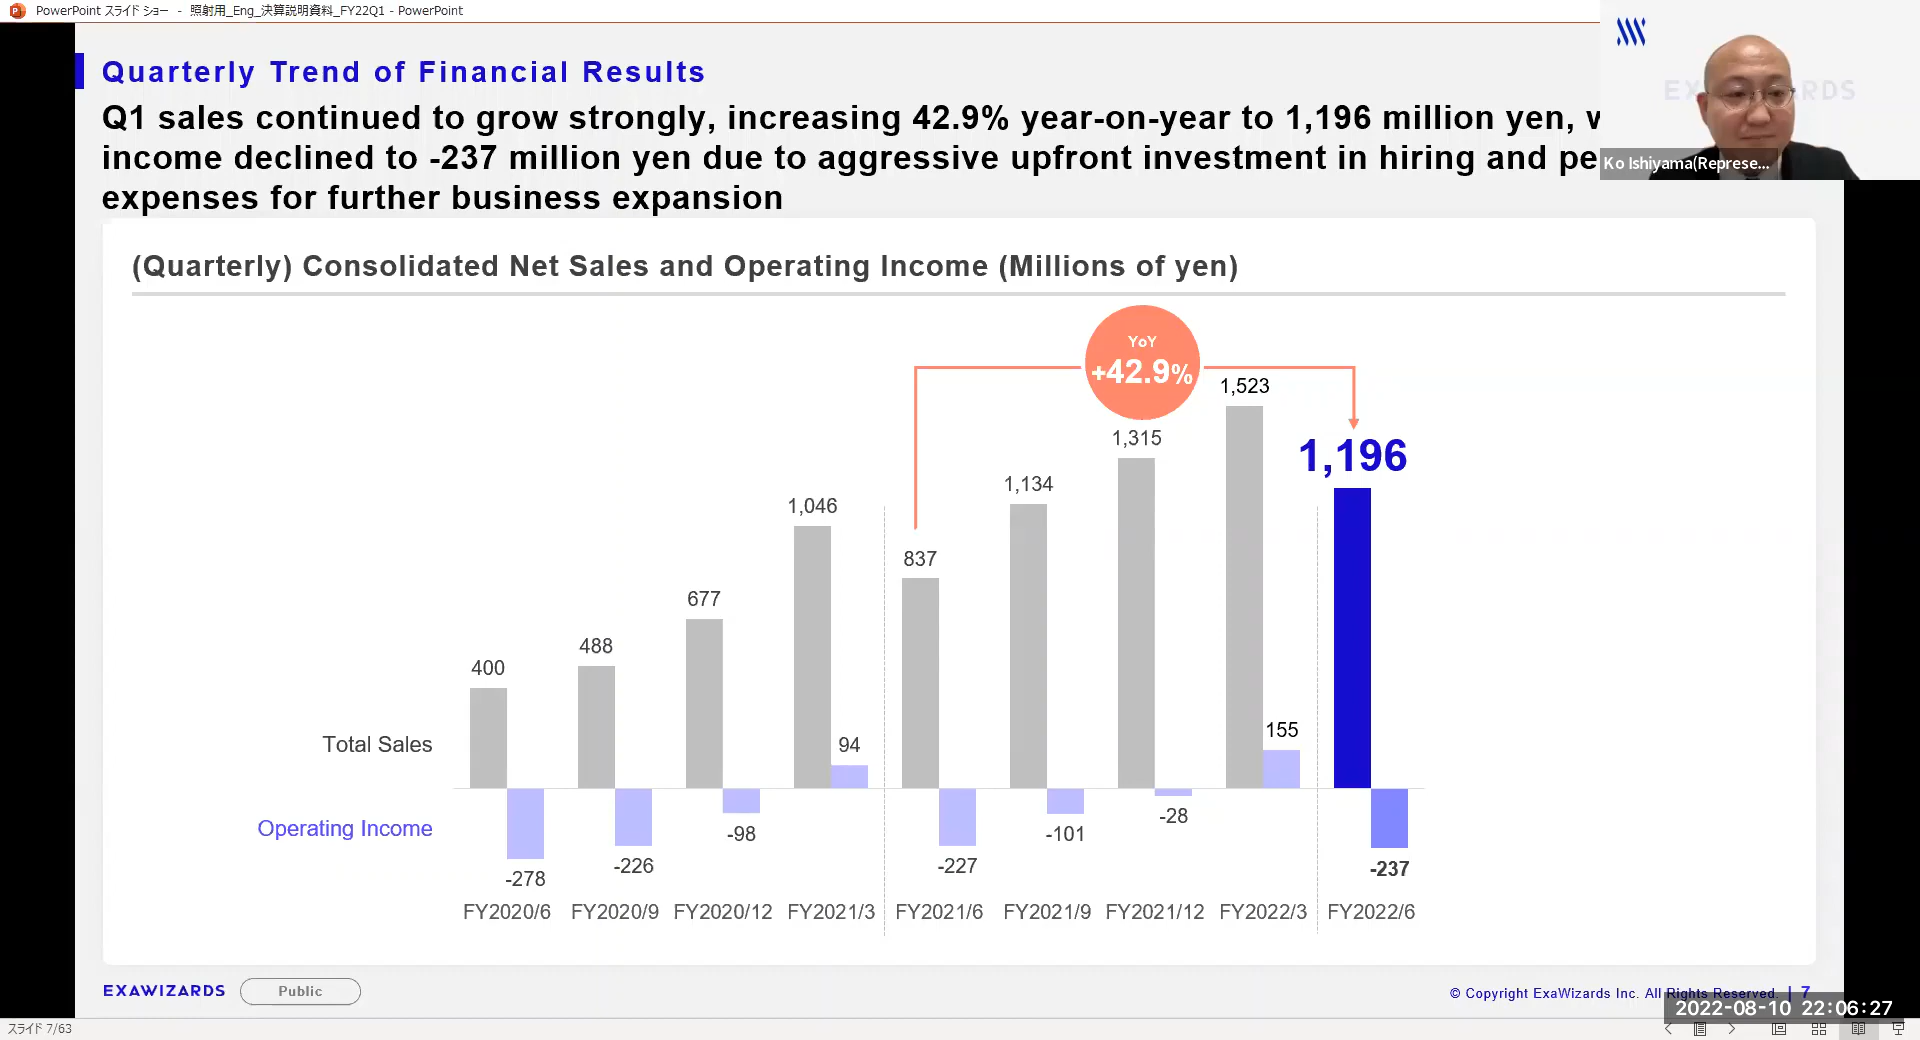 PowerPoint スライド ショー - 照射用_Eng_決算説明資料_FY22Q1 - PowerPoint
Quarterly Trend of Financial Results
Q1 sales continued to grow strongly, increasing 42.9% year-on-year to 1,196 million yen,
income declined to -237 million yen due to aggressive upfront investment in hiring and
expenses for further business expansion
Ko Ishiyama(Represe...
(Quarterly) Consolidated Net Sales and Operating Income (Millions of yen)
YoY
+42.9%
1,523
1,315
1,196
1,134
1,046
837
677
488
400
155
94
Total Sales
Operating Income
-278
-226
-98
-227
-101
-28
-237
FY2020/6 FY2020/9 FY2020/12 FY2021/3 FY2021/6 FY2021/9 FY2021/12 FY2022/3 FY2022/6
EXAWIZARDS
Public
© Copyright ExaWizards Inc. All Rights Reserved. | 7
2022-08-10 22:06:27
スライド 7/63